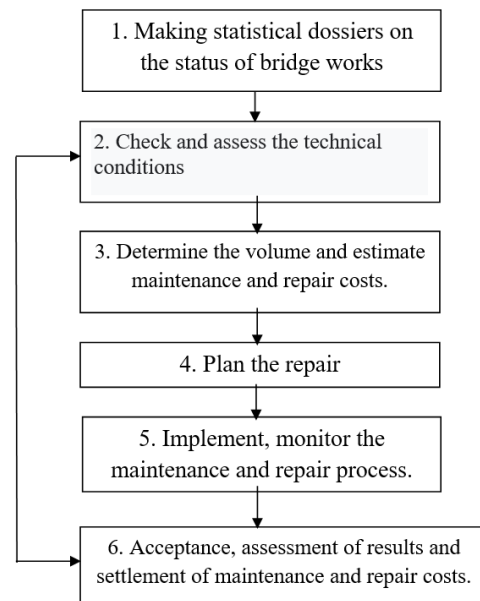 1. Making statistical dossiers on
the status of bridge works
2. Check and assess the technical
conditions
3. Determine the volume and estimate
maintenance and repair costs.
4. Plan the repair
5. Implement, monitor the
maintenance and repair process.
6. Acceptance, assessment of results and
settlement of maintenance and repair costs.